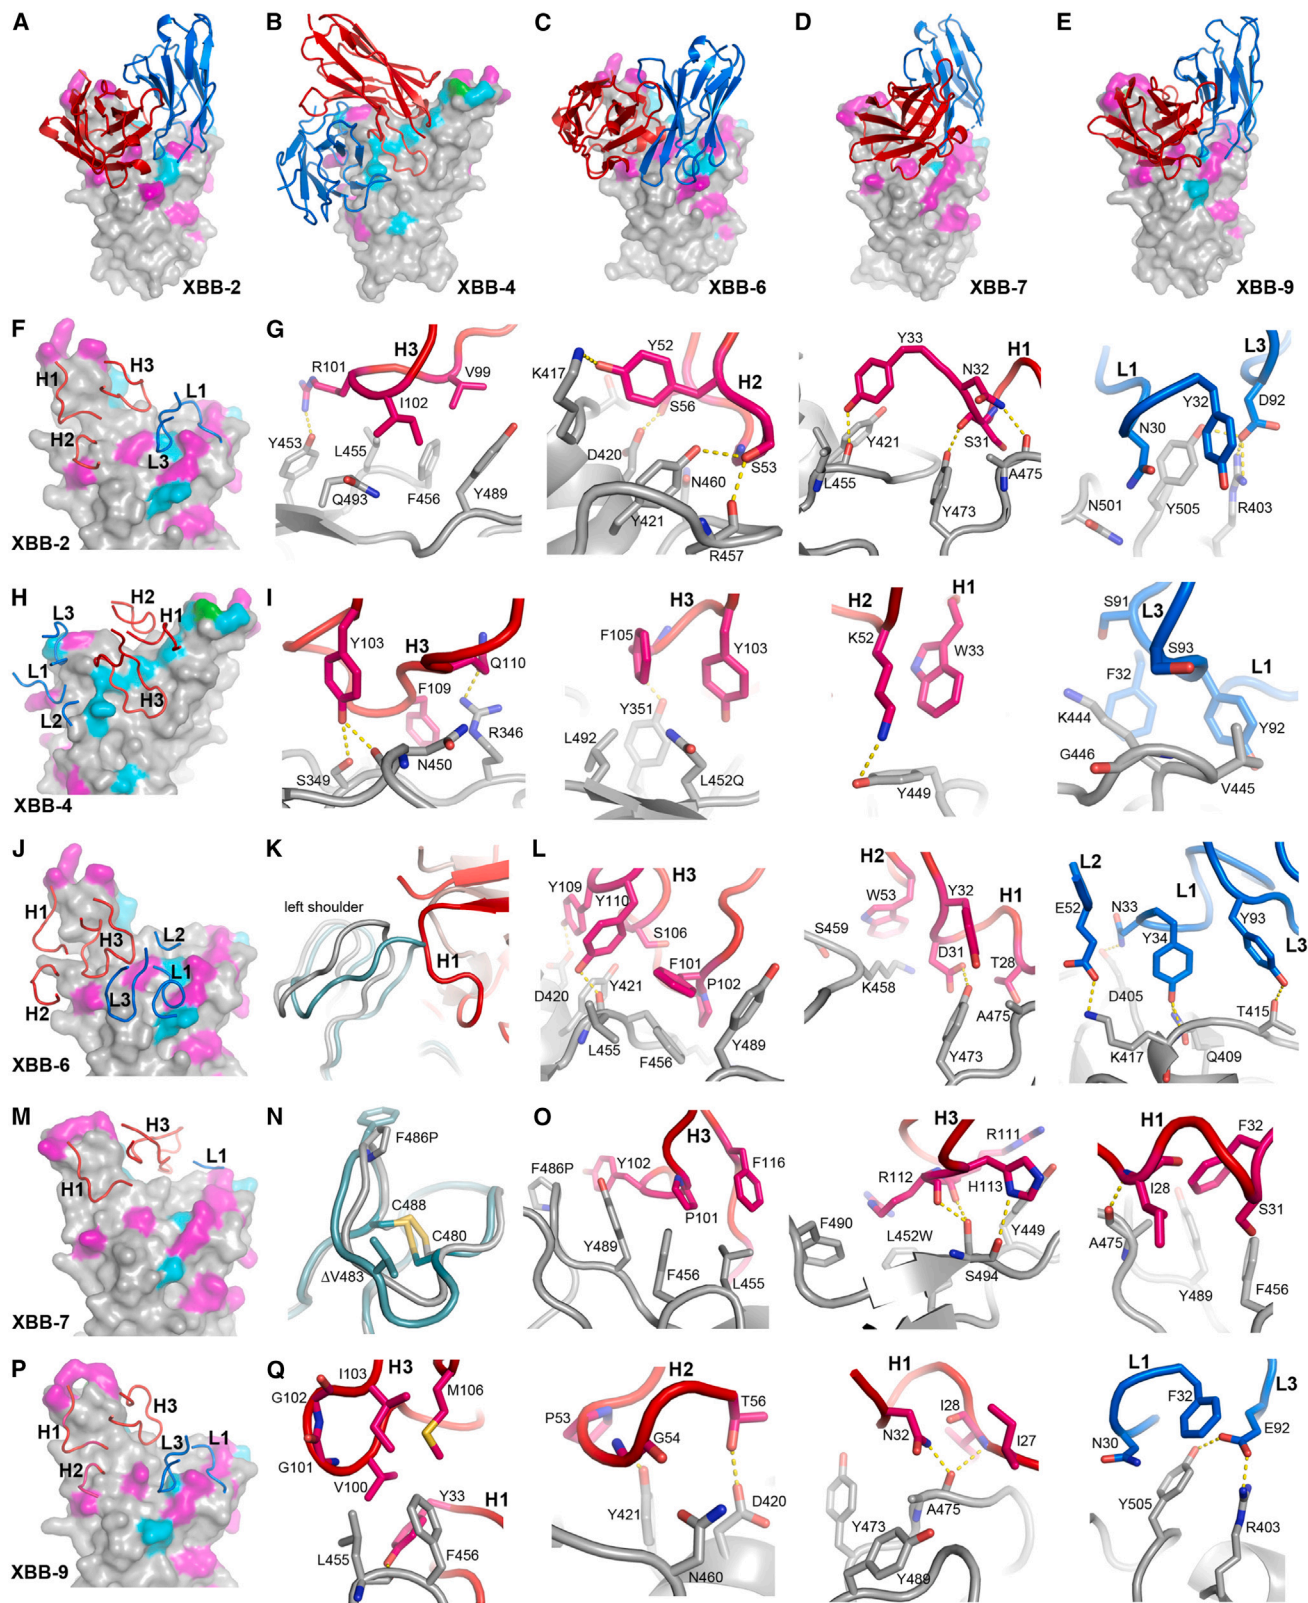 A
B
C
D
E
XBB-2
XBB-4
XBB-6
XBB-7
XBB-9
F
H1
H3
L1
H2
L3
XBB-2
G
H3
R101
V99
I102
Y453
L455
Q493
F456
Y489
K417
Y52
H2
S56
D420
N460
S53
Y421
R457
Y33
N32
H1
S31
Y421
L455
A475
Y473
L3
L1
Y32
D92
N30
N501
Y505
R403
H
L3
H2
H1
L1
H3
L2
XBB-4
I
Y103
H3
Q110
F109
R346
N450
S349
H3
F105
Y103
Y351
L492
L452Q
H2
H1
K52
W33
Y449
S91
L3
S93
F32
L1
K444
Y92
G446
V445
J
H1
L2
H3
L1
L3
H2
XBB-6
K
left shoulder
H1
L
H3
Y109
Y110
S106
F101
Y421
P102
D420
L455
F456
Y489
H2
W53
Y32
H1
S459
D31
T28
K458
A475
Y473
L2
L1
E52
N33
Y93
Y34
L3
D405
T415
K417
Q409
M
H3
L1
H1
XBB-7
N
F486P
C488
C480
ΔV483
O
H3
F486P
Y102
F116
P101
Y489
F456
L455
H3
R111
R112
H113
F490
Y449
L452W
S494
H1
F32
I28
S31
A475
Y489
F456
P
H3
H1
L3
L1
H2
XBB-9
Q
I103
H3
G102
M106
G101
V100
Y33
H1
L455
F456
H2
P53
T56
G54
Y421
D420
N460
H1
I28
N32
I27
A475
Y473
Y489
L1
F32
L3
N30
E92
Y505
R403